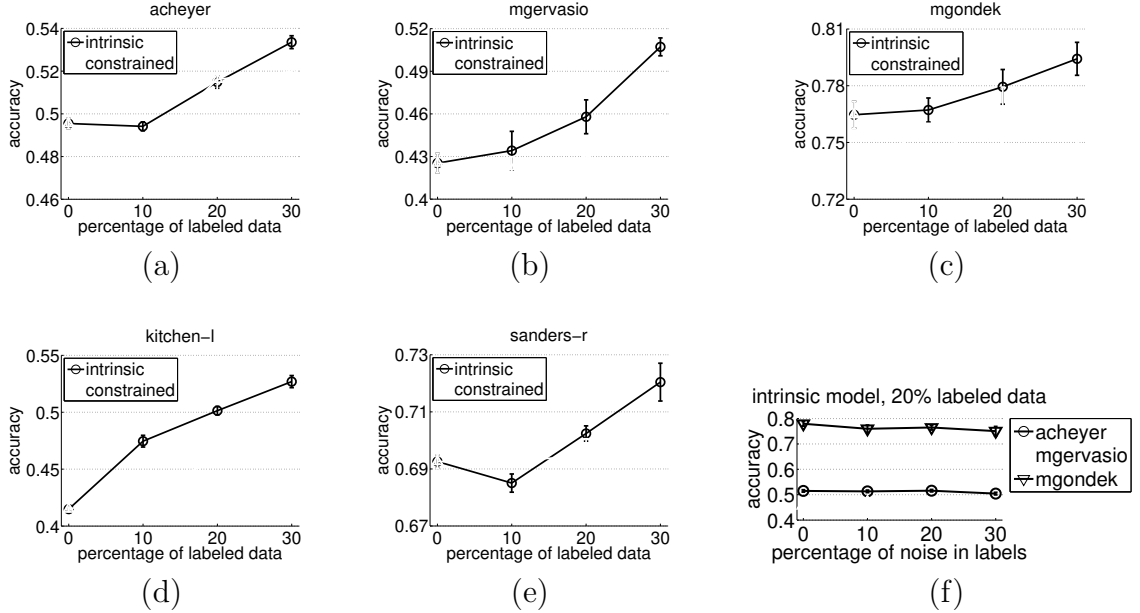 acheyer
0.54
0.52
0.5
0.48
0.46
accuracy
intrinsic
constrained
0 10 20 30
percentage of labeled data
(a)
mgervasio
0.52
0.49
0.46
0.43
0.4
accuracy
intrinsic
constrained
0 10 20 30
percentage of labeled data
(b)
mgondek
0.81
0.78
0.75
0.72
accuracy
intrinsic
constrained
0 10 20 30
percentage of labeled data
(c)
kitchen−l
0.55
0.5
0.45
0.4
accuracy
intrinsic
constrained
0 10 20 30
percentage of labeled data
(d)
sanders−r
0.73
0.71
0.69
0.67
accuracy
intrinsic
constrained
0 10 20 30
percentage of labeled data
(e)
intrinsic model, 20% labeled data
0.8
0.7
0.6
0.5
0.4
accuracy
acheyer
mgervasio
mgondek
0 10 20 30
percentage of noise in labels
(f)